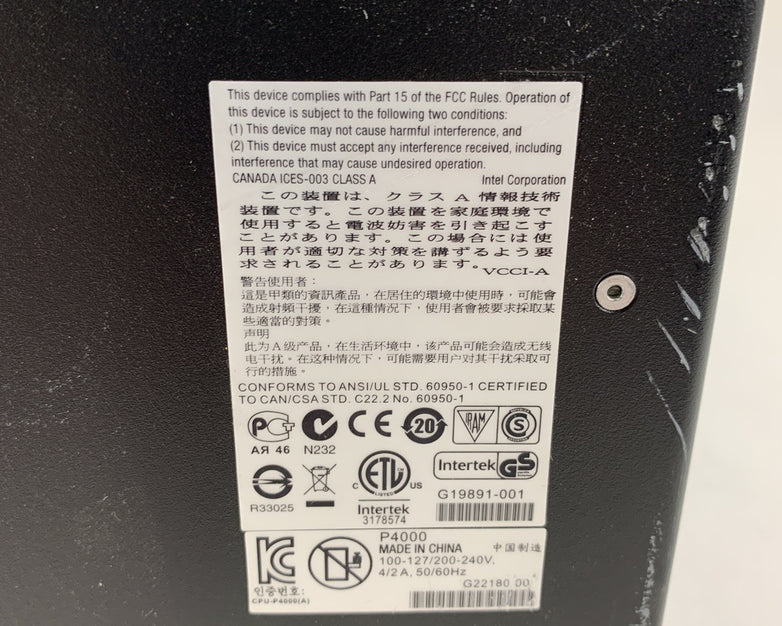 This device complies with Part 15 of the FCC Rules. Operation of
this device is subject to the following two conditions:
(1) This device may not cause harmful interference, and
(2) This device must accept any interference received, including
interference that may cause undesired operation.
CANADA ICES-003 CLASS A Intel Corporation
この装置は、クラス A 情報技術
装置です。この装置を家庭環境で
使用すると電波妨害を引き起こす
ことがあります。この場合には使
用者が適切な対策を講ずるよう要
求されることがあります。VCCI-A
警告使用者：
這是甲類的資訊產品，在居住的環境中使用時，可能會
造成射頻干擾，在這種情況下，使用者會被要求採取某
些適當的對策。
声明
此为 A 级产品，在生活环境中，该产品可能会造成无线
电干扰。在这种情况下，可能需要用户对其干扰采取可
行的措施。
CONFORMS TO ANSI/UL STD. 60950-1 CERTIFIED
TO CAN/CSA STD. C22.2 No. 60950-1
PCT CE 20 IRAM S
АЯ 46 N232
C ETL US Intertek GS
LISTED
R33025 Intertek G19891-001
3178574
P4000
MADE IN CHINA 中国制造
100-127/200-240V,
4/2 A, 50/60Hz
인증번호: G22180 00
CPU-P4000(A)